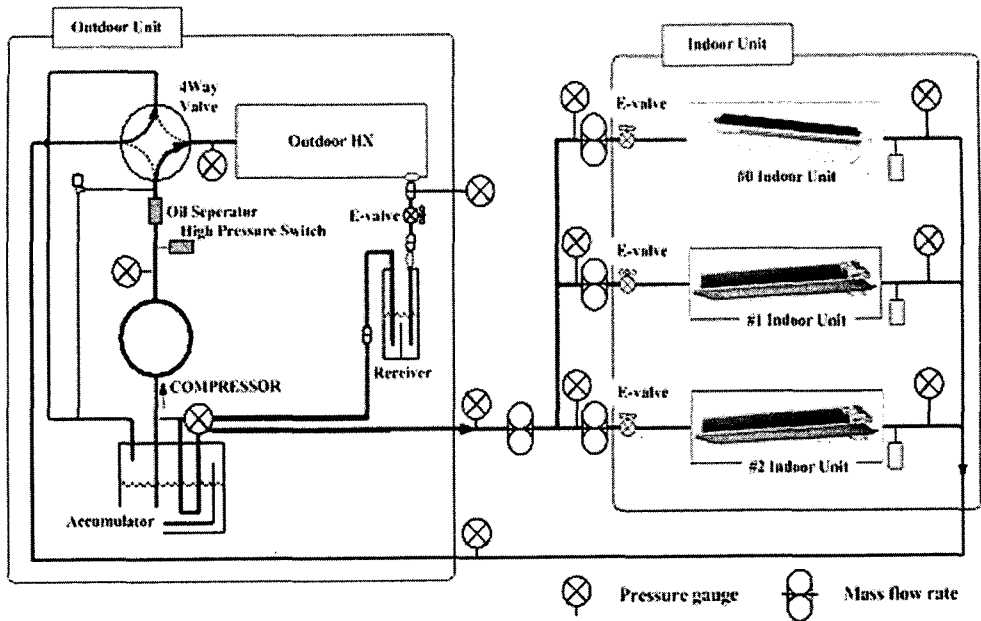 Outdoor Unit
Indoor Unit
4Way
Valve
Outdoor HX
E-valve
Oil Seperator
High Pressure Switch
COMPRESSOR
Receiver
Accumulator
E-valve
#0 Indoor Unit
E-valve
#1 Indoor Unit
E-valve
#2 Indoor Unit
Pressure gauge
Mass flow rate